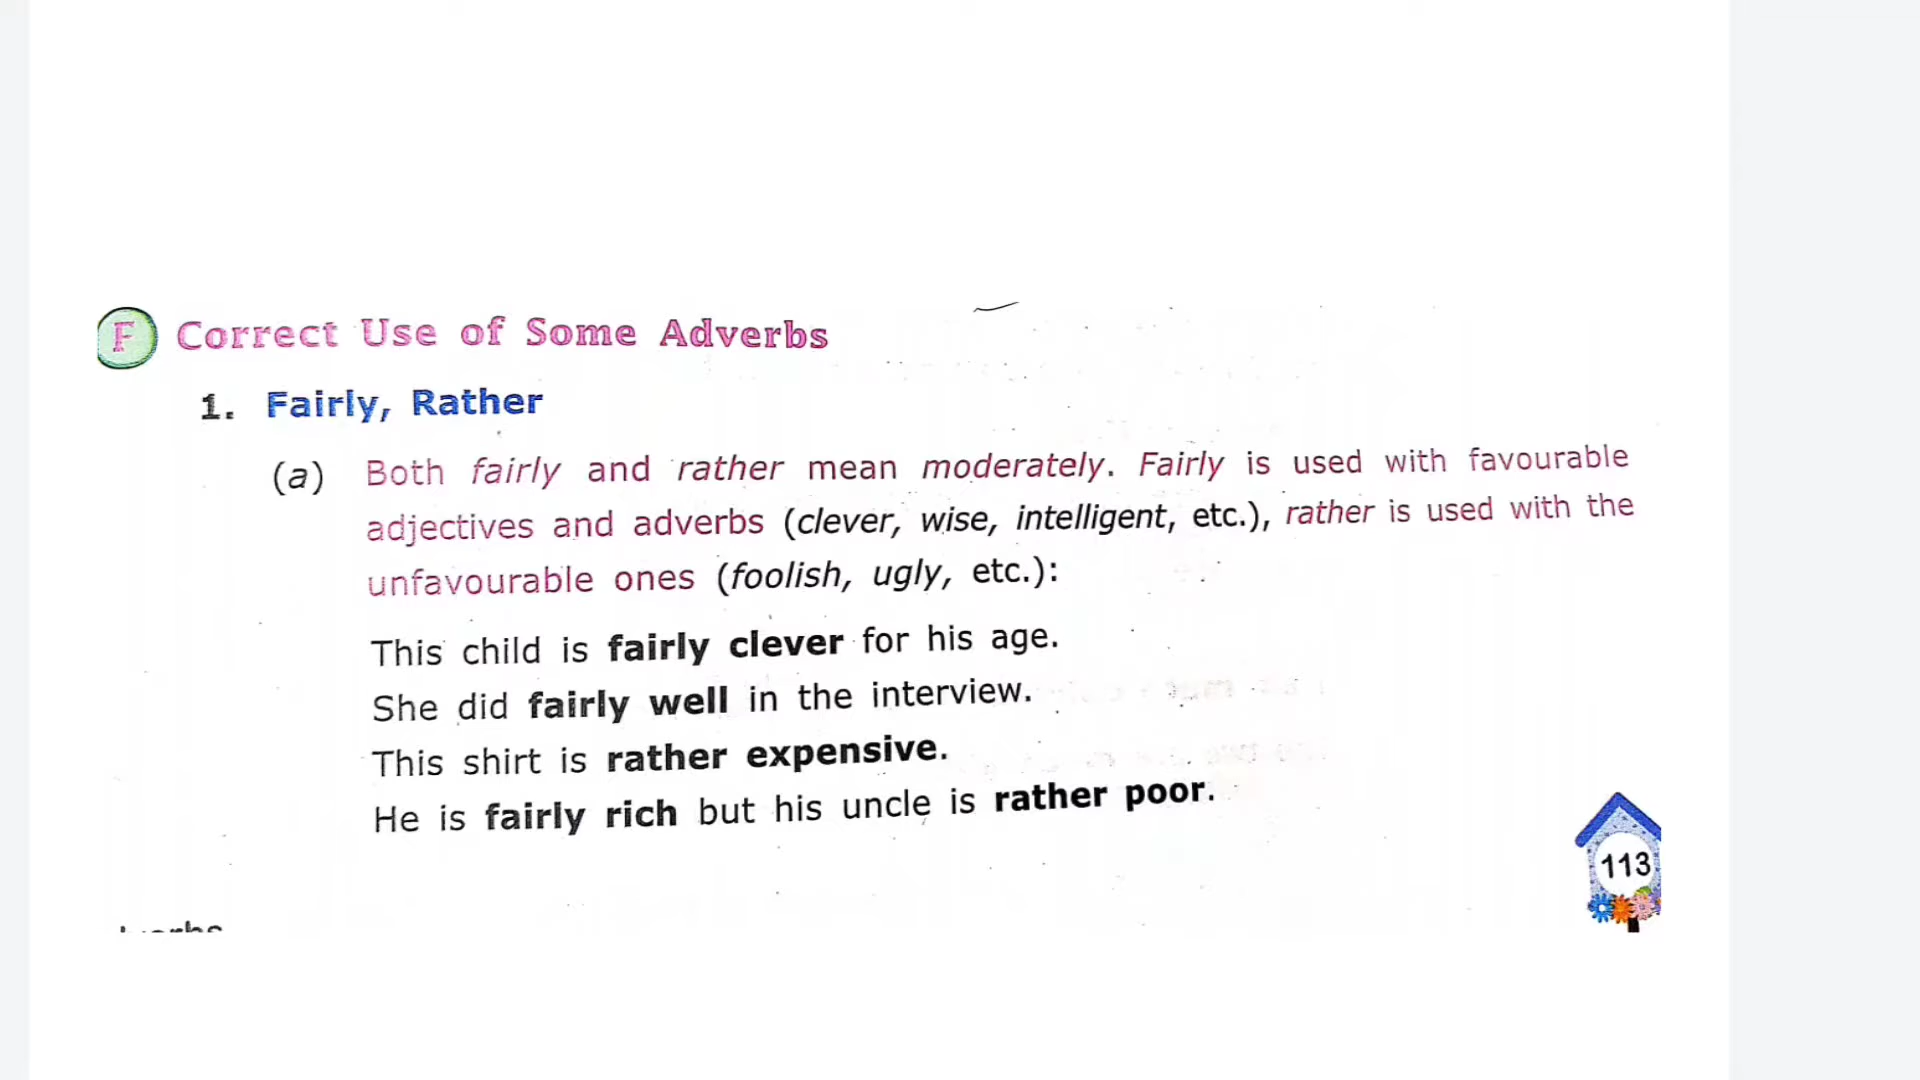 F Correct Use of Some Adverbs
1. Fairly, Rather
(a) Both fairly and rather mean moderately. Fairly is used with favourable
adjectives and adverbs (clever, wise, intelligent, etc.), rather is used with the
unfavourable ones (foolish, ugly, etc.):
This child is fairly clever for his age.
She did fairly well in the interview.
This shirt is rather expensive.
He is fairly rich but his uncle is rather poor.
113